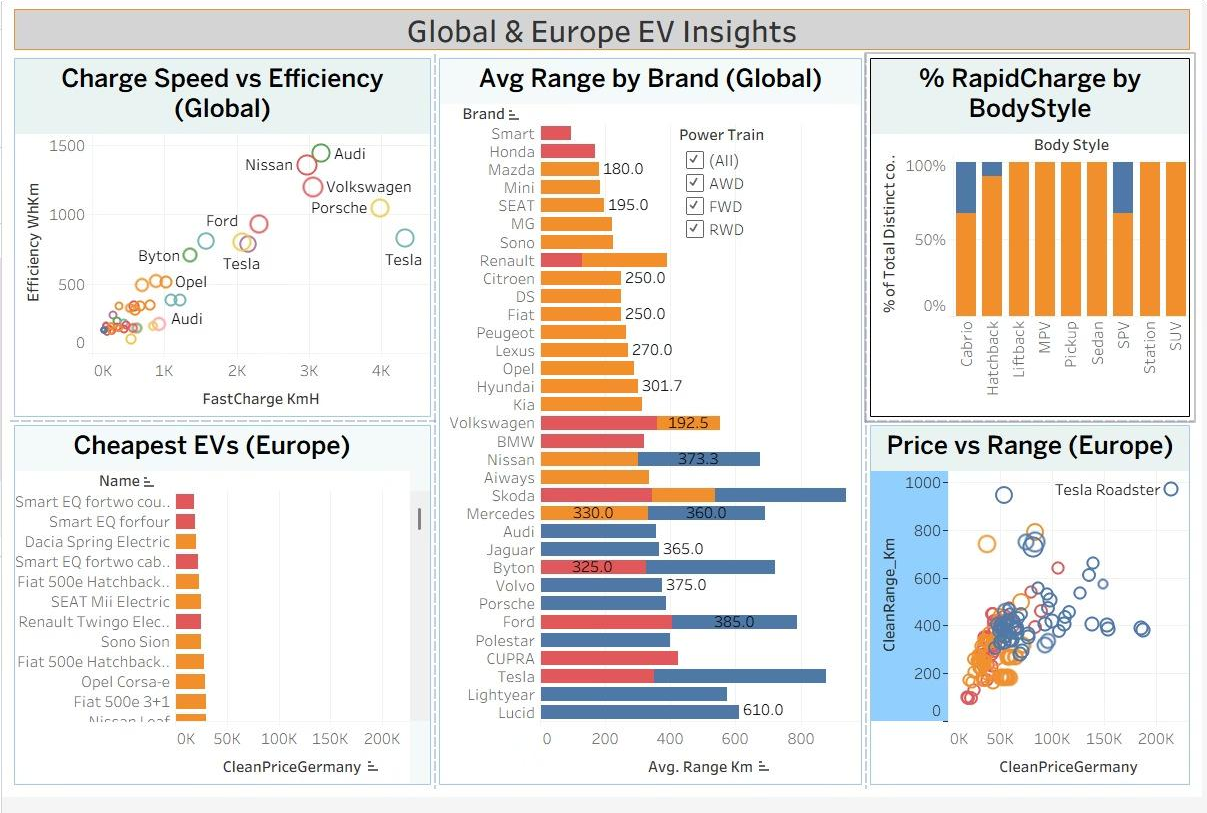 Global & Europe EV Insights
Charge Speed vs Efficiency
(Global)
1500
1000
500
0
Efficiency WhKm
Audi
Nissan
Volkswagen
Porsche
Ford
Tesla
Tesla
Byton
Opel
Audi
0K
1K
2K
3K
4K
FastCharge KmH
Avg Range by Brand (Global)
Brand
Power Train
(All)
AWD
FWD
RWD
Smart
Honda
Mazda 180.0
Mini
SEAT 195.0
MG
Sono
Renault
Citroen 250.0
DS
Fiat 250.0
Peugeot
Lexus 270.0
Opel
Hyundai 301.7
Kia
Volkswagen 192.5
BMW
Nissan 373.3
Aiways
Skoda
Mercedes 330.0 360.0
Audi
Jaguar 365.0
Byton 325.0
Volvo 375.0
Porsche
Ford 385.0
Polestar
CUPRA
Tesla
Lightyear
Lucid 610.0
0
200
400
600
800
Avg. Range Km
% RapidCharge by
BodyStyle
Body Style
% of Total Distinct co..
100%
50%
0%
Cabrio
Hatchback
Liftback
MPV
Pickup
Sedan
SPV
Station
SUV
Cheapest EVs (Europe)
Name
Smart EQ fortwo cou..
Smart EQ forfour
Dacia Spring Electric
Smart EQ fortwo cab..
Fiat 500e Hatchback..
SEAT Mii Electric
Renault Twingo Elec..
Sono Sion
Fiat 500e Hatchback..
Opel Corsa-e
Fiat 500e 3+1
Nissan Leaf
0K
50K
100K
150K
200K
CleanPriceGermany
Price vs Range (Europe)
CleanRange_Km
1000
800
600
400
200
0
Tesla Roadster
0K
50K
100K
150K
200K
CleanPriceGermany